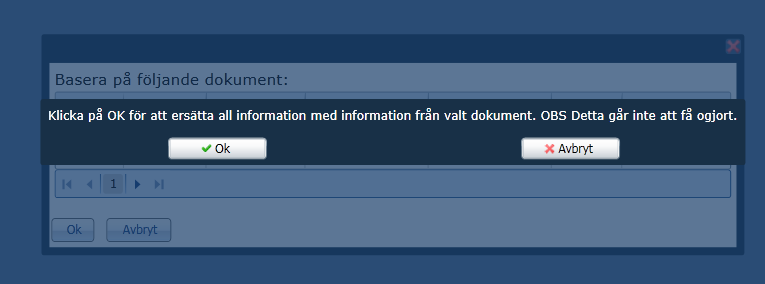 Basera på följande dokument:
Klicka på OK för att ersätta all information med information från valt dokument. OBS Detta går inte att få ogjort.
Ok Avbryt
1
Ok Avbryt